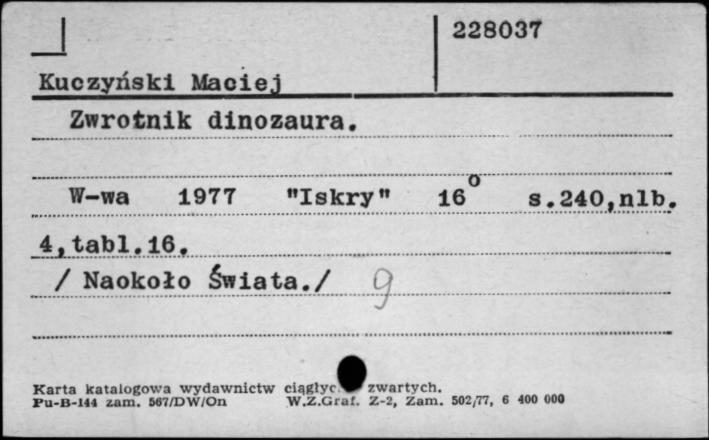 228037
Kuczyński Maciej
Zwrotnik dinozaura.
W-wa 1977 "Iskry" 16° s.240,nlb.
4,tabl.16.
/ Naokoło Świata./ 9
Karta katalogowa wydawnictw zwartych.
Pu-B-144 zam. 567/DW/On W.Z.Graf. Z-2, Zam. 502/77, 6 400 000